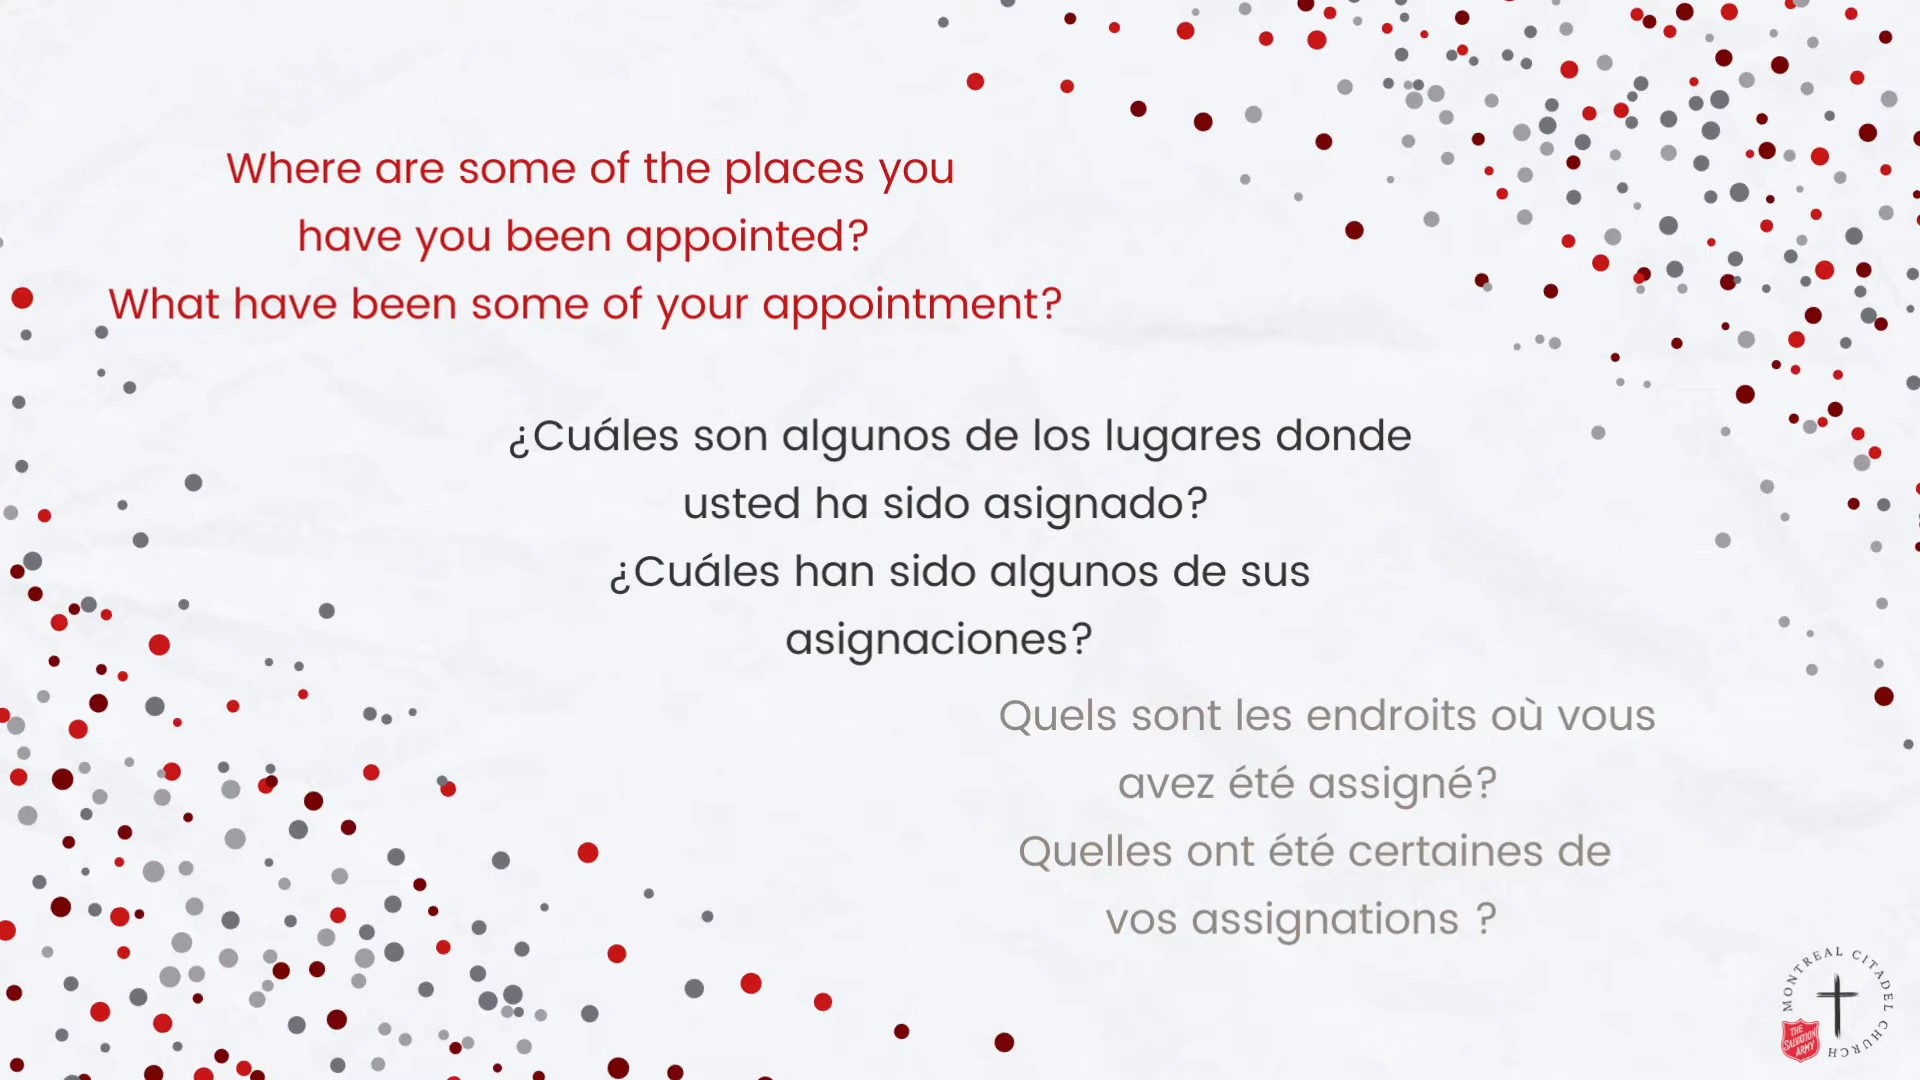 Where are some of the places you
have you been appointed?
What have been some of your appointment?
¿Cuáles son algunos de los lugares donde
usted ha sido asignado?
¿Cuáles han sido algunos de sus
asignaciones?
Quels sont les endroits où vous
avez été assigné?
Quelles ont été certaines de
vos assignations ?
MONTREAL CITADEL CHURCH
THE
SALVATION
ARMY